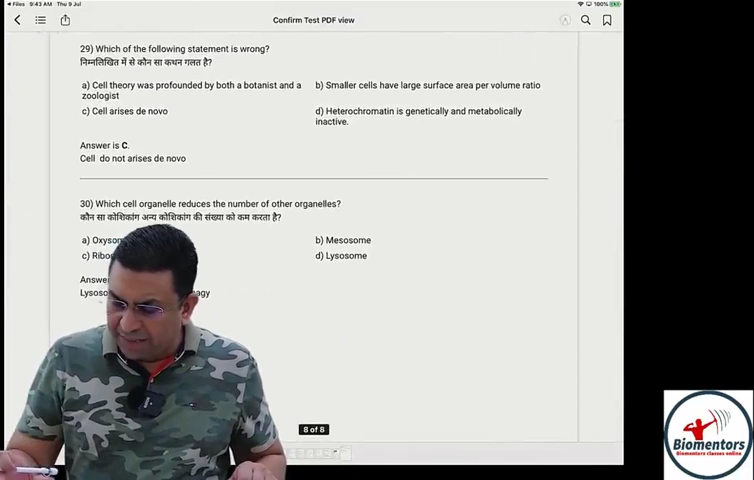 Files 9:43 AM Thu 9 Jul 100%
Confirm Test PDF view
29) Which of the following statement is wrong?
निम्नलिखित में से कौन सा कथन गलत है?
a) Cell theory was profounded by both a botanist and a zoologist
b) Smaller cells have large surface area per volume ratio
c) Cell arises de novo
d) Heterochromatin is genetically and metabolically inactive.
Answer is C.
Cell do not arises de novo
30) Which cell organelle reduces the number of other organelles?
कौन सा कोशिकांग अन्य कोशिकांग की संख्या को कम करता है?
a) Oxyson
b) Mesosome
c) Ribo
d) Lysosome
Answe
Lysoso agy
8 of 8
Biomentors
Biomentors classes online